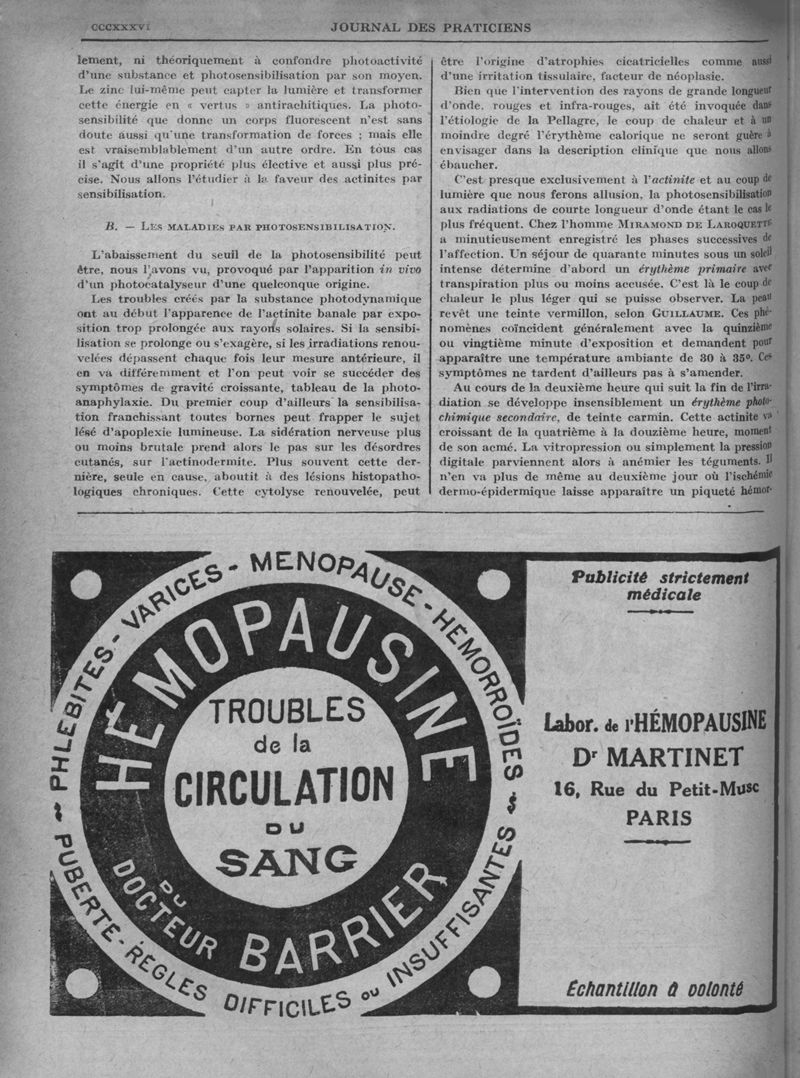 CCCXXXVI
JOURNAL DES PRATICIENS
lement, ni théoriquement à confondre photoactivité
d'une substance et photosensibilisation par son moyen.
Le zinc lui-même peut capter la lumière et transformer
cette énergie en « vertus » antirachitiques. La photo-
sensibilité que donne un corps fluorescent n'est sans
doute aussi qu'une transformation de forces ; mais elle
est vraisemblablement d'un autre ordre. En tous cas
il s'agit d'une propriété plus élective et aussi plus pré-
cise. Nous allons l'étudier à la faveur des actinites par
sensibilisation.
B. — LES MALADIES PAR PHOTOSENSIBILISATION.
L'abaissement du seuil de la photosensibilité peut
être, nous l'avons vu, provoqué par l'apparition in vivo
d'un photocatalyseur d'une quelconque origine.
Les troubles créés par la substance photodynamique
ont au début l'apparence de l'actinite banale par expo-
sition trop prolongée aux rayons solaires. Si la sensibi-
lisation se prolonge ou s'exagère, si les irradiations renou-
velées dépassent chaque fois leur mesure antérieure, il
en va différemment et l'on peut voir se succéder des
symptômes de gravité croissante, tableau de la photo-
anaphylaxie. Du premier coup d'ailleurs la sensibilisa-
tion franchissant toutes bornes peut frapper le sujet
lésé d'apoplexie lumineuse. La sidération nerveuse plus
ou moins brutale prend alors le pas sur les désordres
cutanés, sur l'actinodermite. Plus souvent cette der-
nière, seule en cause, aboutit à des lésions histopatho-
logiques chroniques. Cette cytolyse renouvelée, peut
être l'origine d'atrophies cicatricielles comme aussi
d'une irritation tissulaire, facteur de néoplasie.
Bien que l'intervention des rayons de grande longueur
d'onde, rouges et infra-rouges, ait été invoquée dans
l'étiologie de la Pellagre, le coup de chaleur et à un
moindre degré l'érythème calorique ne seront guère à
envisager dans la description clinique que nous allons
ébaucher.
C'est presque exclusivement à l'actinite et au coup de
lumière que nous ferons allusion, la photosensibilisation
aux radiations de courte longueur d'onde étant le cas le
plus fréquent. Chez l'homme MIRAMOND DE LAROQUETTE
a minutieusement enregistré les phases successives de
l'affection. Un séjour de quarante minutes sous un soleil
intense détermine d'abord un érythème primaire avec
transpiration plus ou moins accusée. C'est là le coup de
chaleur le plus léger qui se puisse observer. La peau
revêt une teinte vermillon, selon GUILLAUME. Ces phé-
nomènes coïncident généralement avec la quinzième
ou vingtième minute d'exposition et demandent pour
apparaître une température ambiante de 30 à 35°. Ces
symptômes ne tardent d'ailleurs pas à s'amender.
Au cours de la deuxième heure qui suit la fin de l'irra-
diation se développe insensiblement un érythème photo-
chimique secondaire, de teinte carmin. Cette actinite va
croissant de la quatrième à la douzième heure, moment
de son acmé. La vitropression ou simplement la pression
digitale parviennent alors à anémier les téguments. Il
n'en va plus de même au deuxième jour où l'ischémie
dermo-épidermique laisse apparaître un piqueté hémor-
PHLEBITES - VARICES - MENOPAUSE - HÉMORROÏDES
PUBERTE - RÈGLES DIFFICILES OU INSUFFISANTES
HÉMOPAUSINE
DU
DOCTEUR BARRIER
TROUBLES
de la
CIRCULATION
DU
SANG
Publicité strictement
médicale
Labor. de l'HÉMOPAUSINE
Dr MARTINET
16, Rue du Petit-Musc
PARIS
Échantillon à volonté